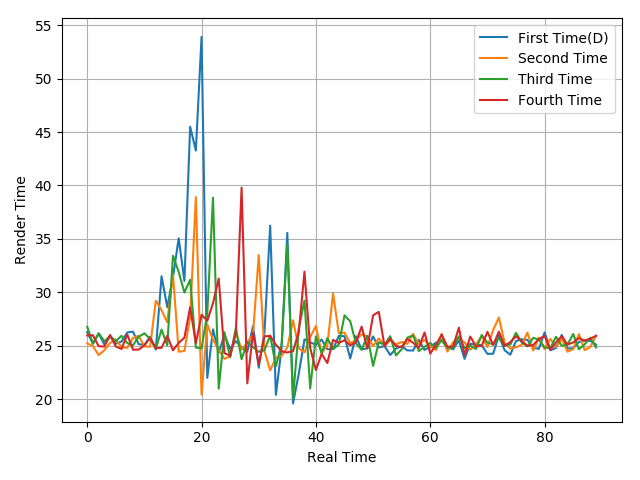 First Time(D)
Second Time
Third Time
Fourth Time
Render Time
55
50
45
40
35
30
25
20
0
20
40
60
80
Real Time